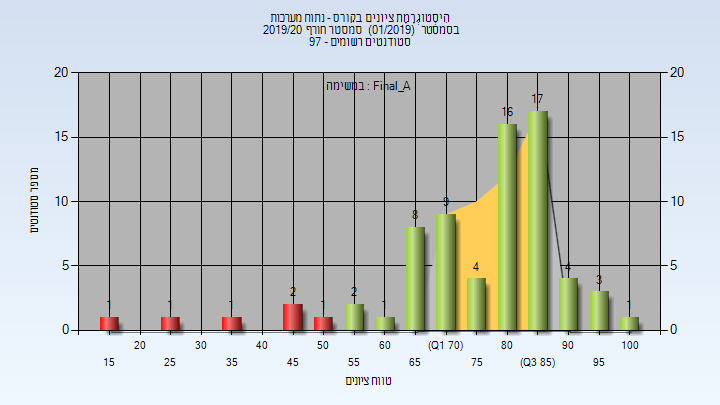 היסטוגרמת ציונים בקורס - נתוח מערכות
בסמסטר (01/2019) סמסטר חורף 2019/20
סטודנטים רשומים - 97
במשימה : Final_A
20 20
15 15
10 10
5 5
0 0
מספר סטודנטים
1 1 1 2 1 2 1 8 9 4 16 17 4 3 1
20 30 40 50 60 (Q1 70) 80 90 100
15 25 35 45 55 65 75 (Q3 85) 95
טווח ציונים